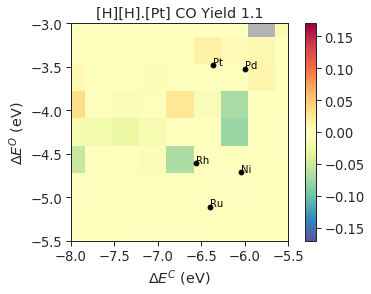 [H][H].[Pt] CO Yield 1.1
−3.0
−3.5
−4.0
−4.5
−5.0
−5.5
ΔE^O (eV)
Pt
Pd
Rh
Ni
Ru
−8.0 −7.5 −7.0 −6.5 −6.0 −5.5
ΔE^C (eV)
0.15
0.10
0.05
0.00
−0.05
−0.10
−0.15